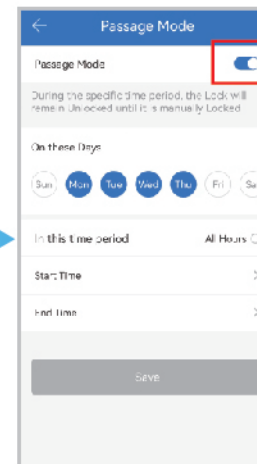 Passage Mode
Passage Mode
During the specific time period, the Lock will
remain Unlocked until it is manually Locked
On these Days
Sun Mon Tue Wed Thu Fri Sa
In this time period All Hours
Start Time
End Time
Save